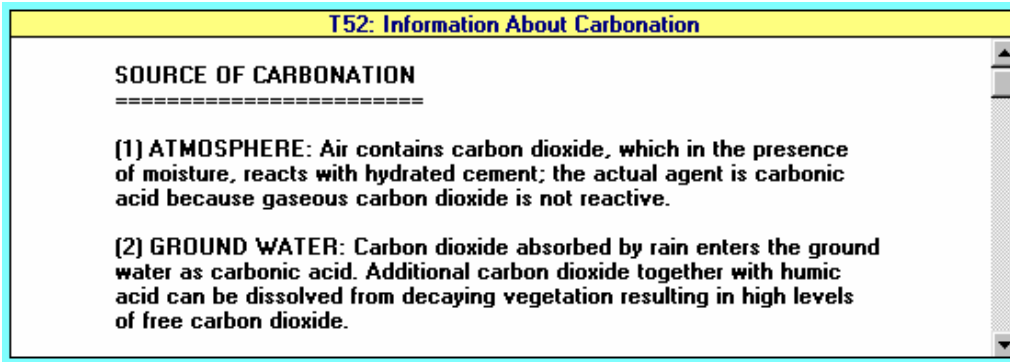 T52: Information About Carbonation
SOURCE OF CARBONATION
========================
(1) ATMOSPHERE: Air contains carbon dioxide, which in the presence
of moisture, reacts with hydrated cement; the actual agent is carbonic
acid because gaseous carbon dioxide is not reactive.
(2) GROUND WATER: Carbon dioxide absorbed by rain enters the ground
water as carbonic acid. Additional carbon dioxide together with humic
acid can be dissolved from decaying vegetation resulting in high levels
of free carbon dioxide.